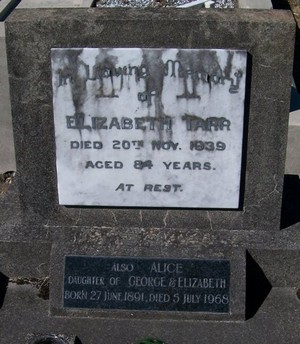 In Loving Memory
of
ELIZABETH TARR
DIED 20TH NOV. 1939
AGED 84 YEARS.
AT REST.
ALSO ALICE
DAUGHTER OF GEORGE & ELIZABETH
BORN 27 JUNE 1891, DIED 5 JULY 1968